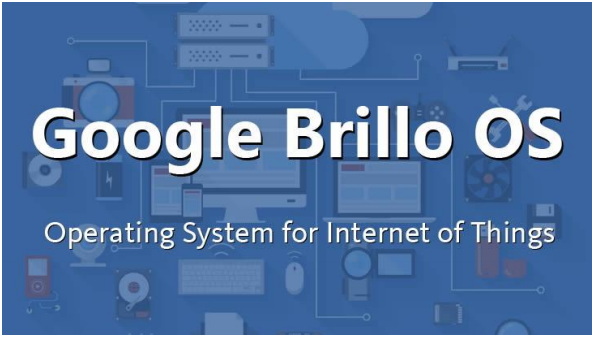 Google Brillo OS
Operating System for Internet of Things